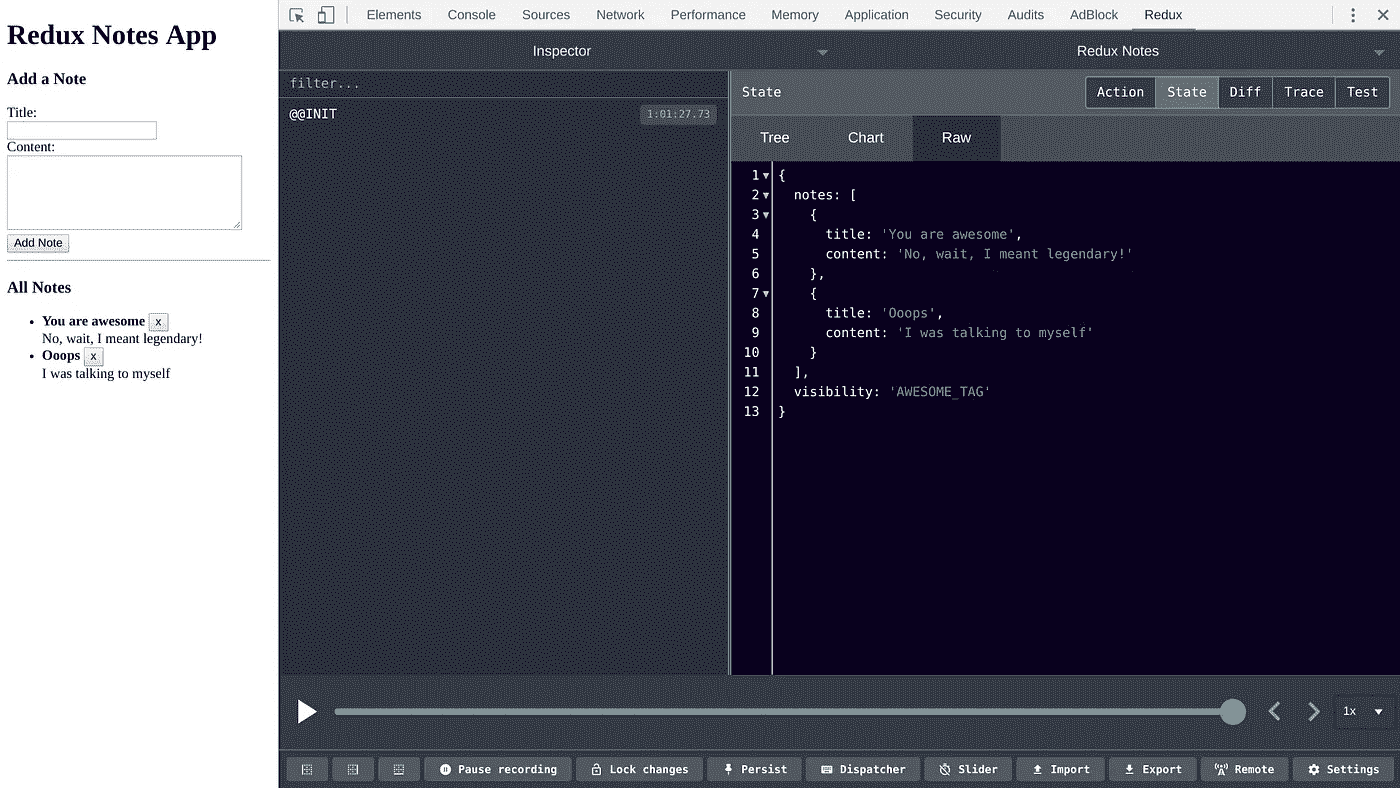 Redux Notes App
Add a Note
Title:
Content:
Add Note
All Notes
You are awesome x
No, wait, I meant legendary!
Ooops x
I was talking to myself
Elements Console Sources Network Performance Memory Application Security Audits AdBlock Redux
Inspector Redux Notes
filter...
@@INIT 1:01:27.73
State Action State Diff Trace Test
Tree Chart Raw
1 {
2 notes: [
3 {
4 title: 'You are awesome',
5 content: 'No, wait, I meant legendary!'
6 },
7 {
8 title: 'Ooops',
9 content: 'I was talking to myself'
10 }
11 ],
12 visibility: 'AWESOME_TAG'
13 }
1x
Pause recording Lock changes Persist Dispatcher Slider Import Export Remote Settings